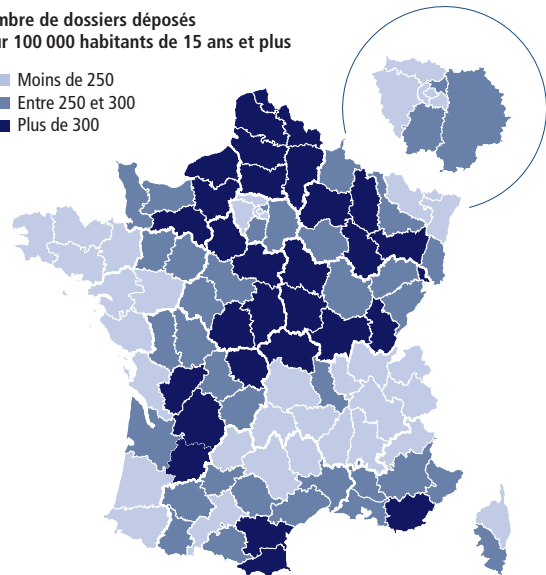 mbre de dossiers déposés
ur 100 000 habitants de 15 ans et plus
Moins de 250
Entre 250 et 300
Plus de 300